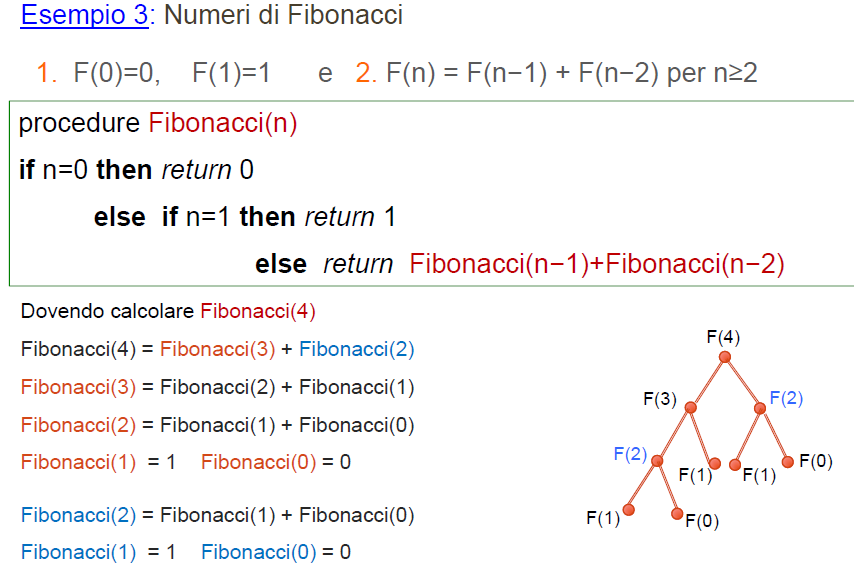 Esempio 3: Numeri di Fibonacci
1. F(0)=0, F(1)=1 e 2. F(n) = F(n−1) + F(n−2) per n≥2
procedure Fibonacci(n)
if n=0 then return 0
else if n=1 then return 1
else return Fibonacci(n−1)+Fibonacci(n−2)
Dovendo calcolare Fibonacci(4)
Fibonacci(4) = Fibonacci(3) + Fibonacci(2)
Fibonacci(3) = Fibonacci(2) + Fibonacci(1)
Fibonacci(2) = Fibonacci(1) + Fibonacci(0)
Fibonacci(1) = 1 Fibonacci(0) = 0
Fibonacci(2) = Fibonacci(1) + Fibonacci(0)
Fibonacci(1) = 1 Fibonacci(0) = 0
F(4)
F(3) F(2)
F(2) F(1) F(1) F(0)
F(1) F(0)